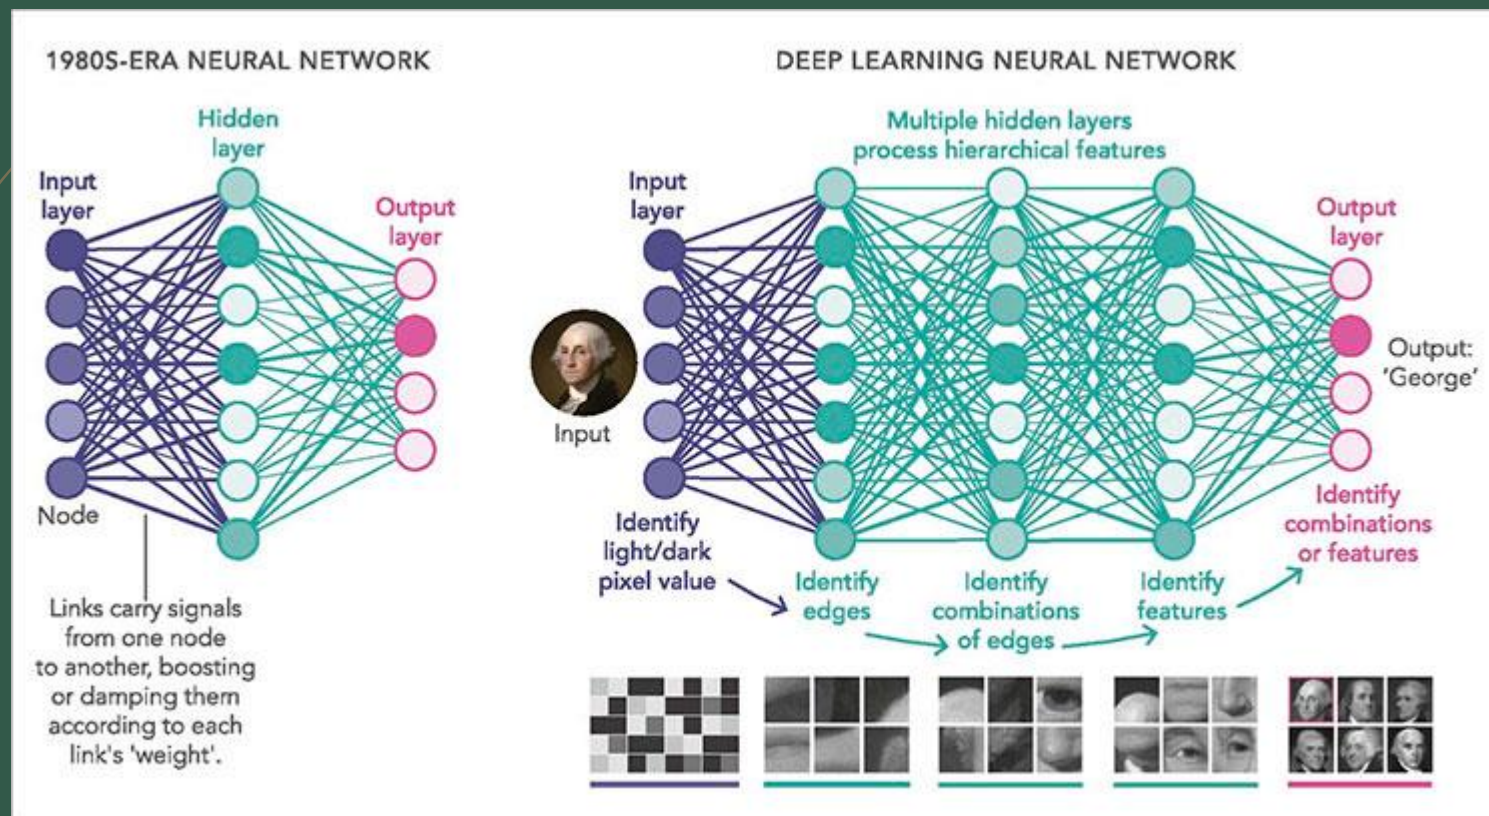 1980S-ERA NEURAL NETWORK
Hidden
layer
Input
layer
Output
layer
Node
Links carry signals
from one node
to another, boosting
or damping them
according to each
link's 'weight'.
DEEP LEARNING NEURAL NETWORK
Multiple hidden layers
process hierarchical features
Input
layer
Output
layer
Input
Output:
'George'
Identify
light/dark
pixel value
Identify
edges
Identify
combinations
of edges
Identify
features
Identify
combinations
or features